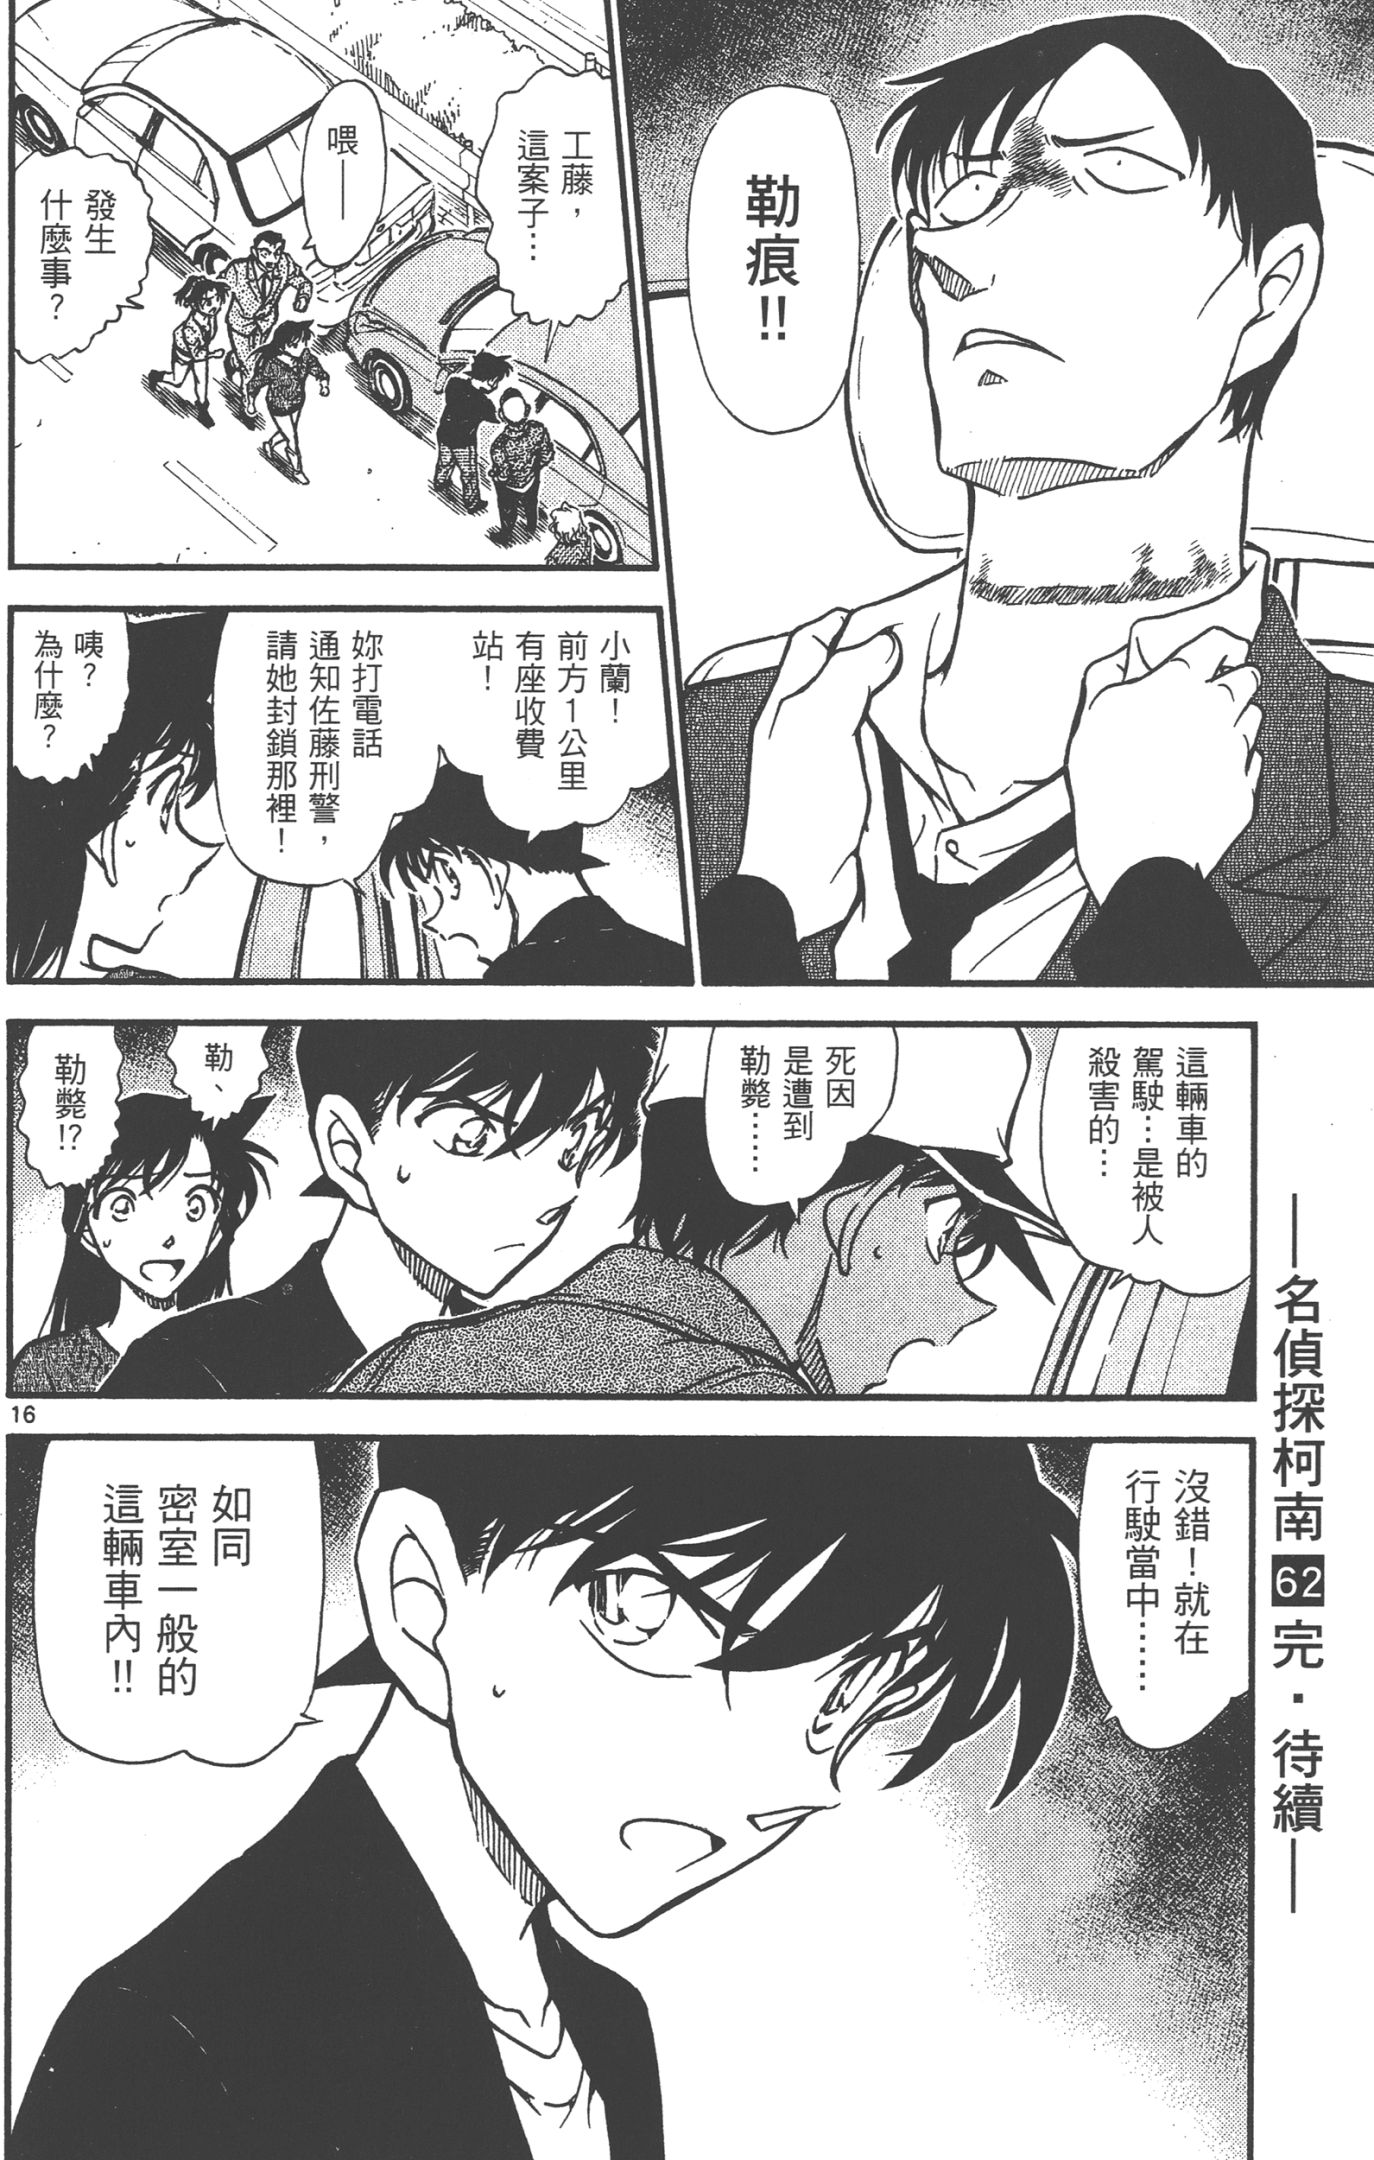 勒痕!!
工藤，
這案子…
喂——
發生
什麼事？
小蘭！
前方1公里
有座收費
站！
妳打電話
通知佐藤刑警，
請她封鎖那裡！
咦？
為什麼？
這輛車的
駕駛…是被人
殺害的…
死因
是遭到
勒斃……
勒、
勒斃!?
沒錯！就在
行駛當中……
如同
密室一般的
這輛車內!!
16
——名偵探柯南62完・待續——